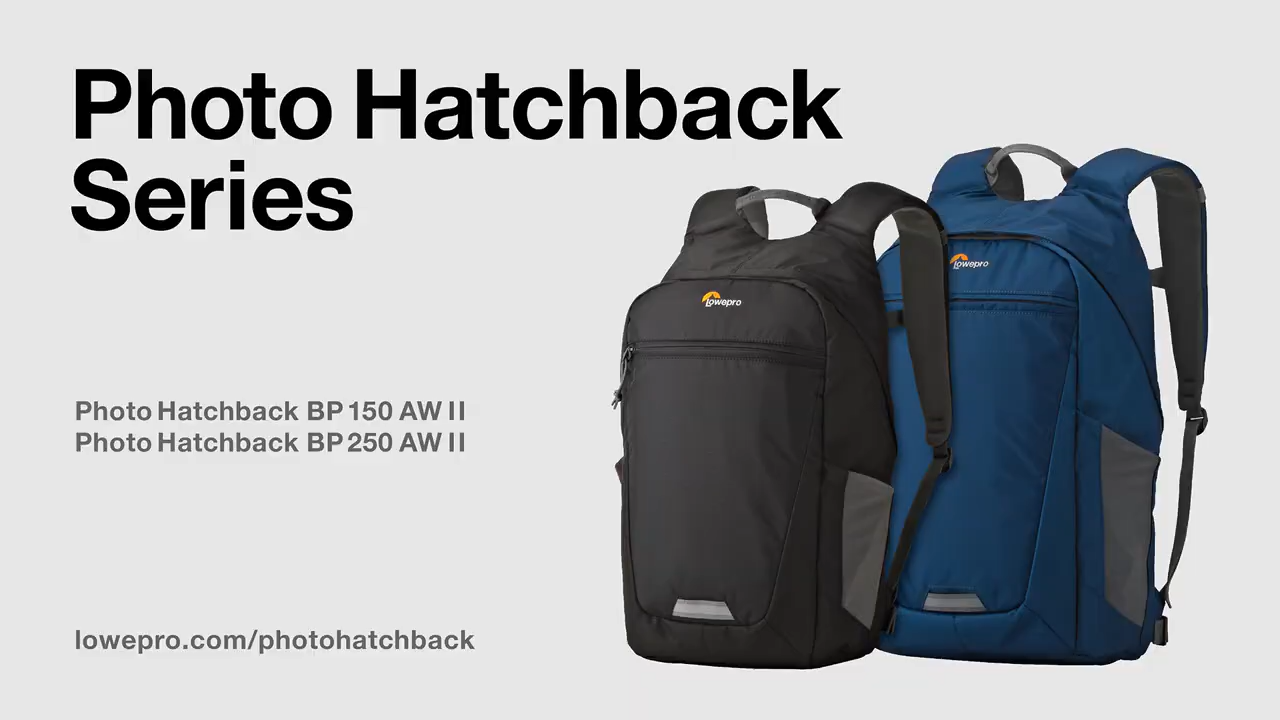 Photo Hatchback
Series
Lowepro
Lowepro
Photo Hatchback BP 150 AW II
Photo Hatchback BP 250 AW II
lowepro.com/photohatchback